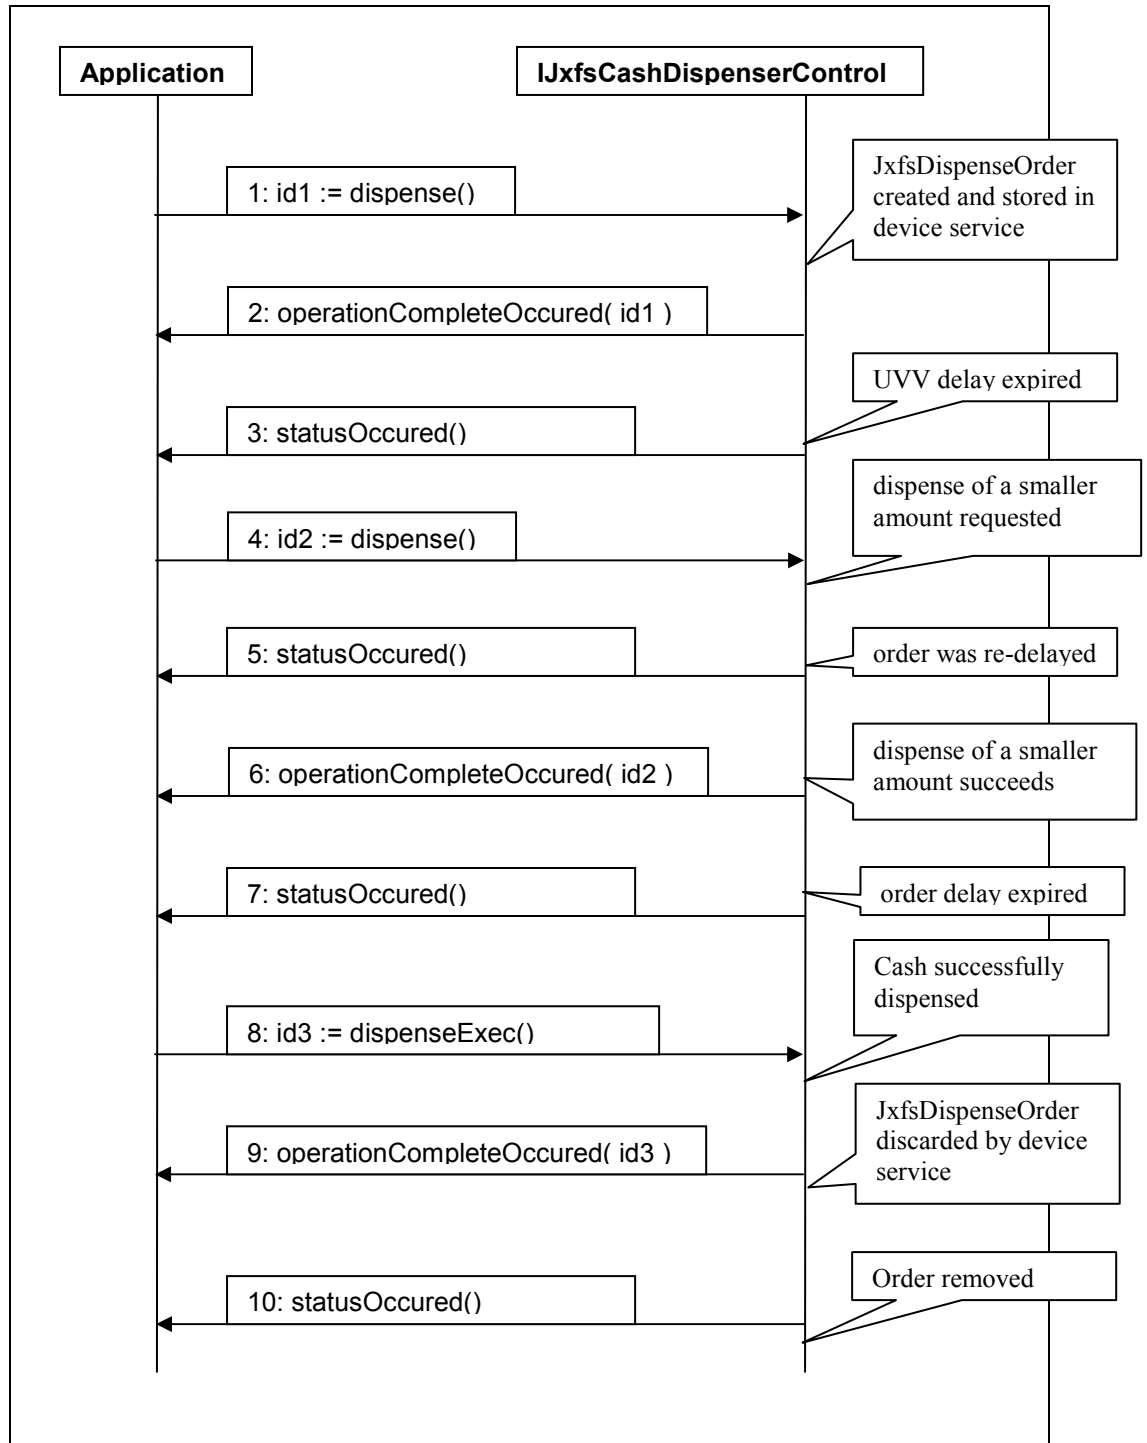 Application
IJxfsCashDispenserControl
JxfsDispenseOrder
created and stored in
device service
1: id1 := dispense()
2: operationCompleteOccured( id1 )
UVV delay expired
3: statusOccured()
dispense of a smaller
amount requested
4: id2 := dispense()
5: statusOccured()
order was re-delayed
dispense of a smaller
amount succeeds
6: operationCompleteOccured( id2 )
7: statusOccured()
order delay expired
Cash successfully
dispensed
8: id3 := dispenseExec()
JxfsDispenseOrder
discarded by device
service
9: operationCompleteOccured( id3 )
Order removed
10: statusOccured()